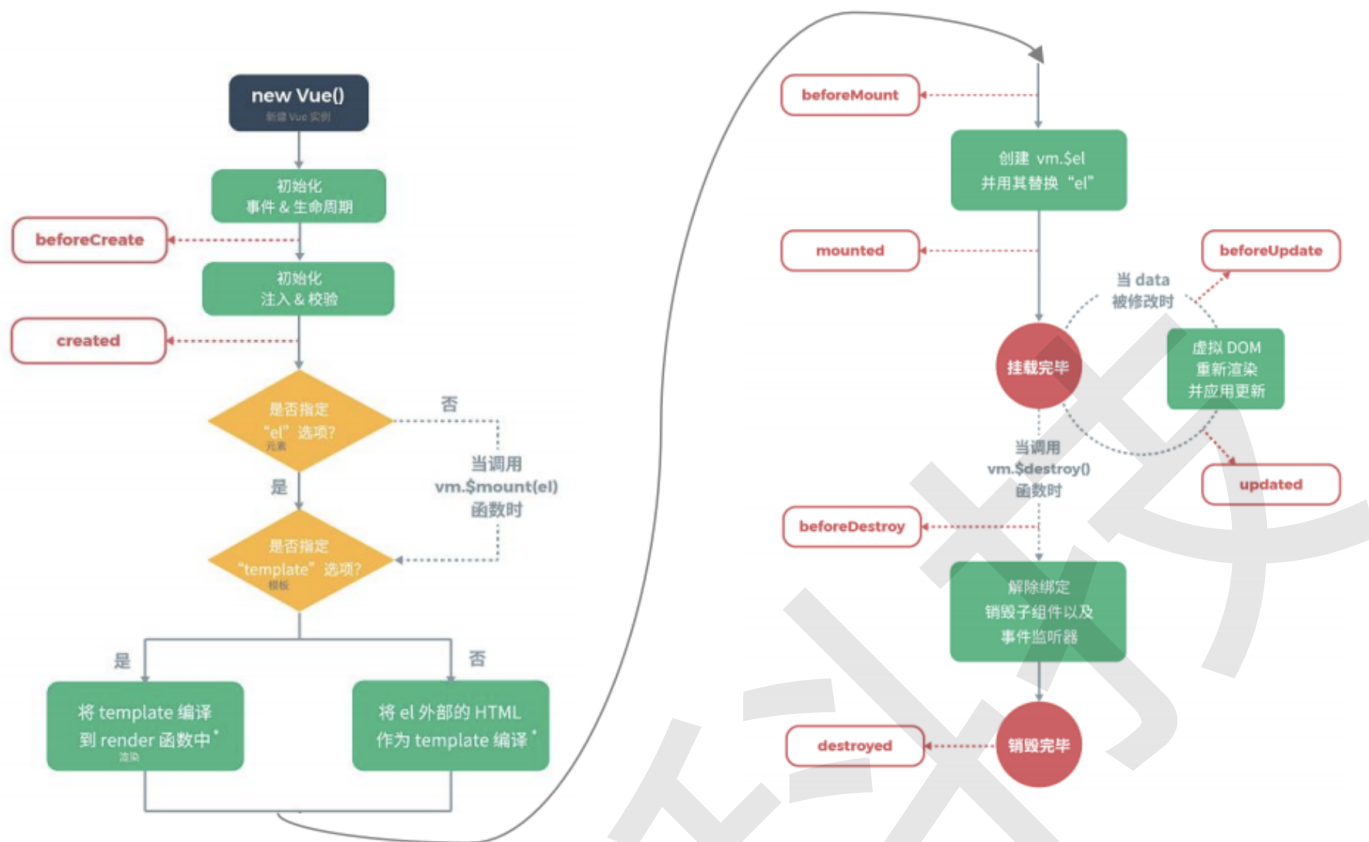 new Vue()
新建 Vue 实例
初始化
事件 & 生命周期
beforeCreate
初始化
注入 & 校验
created
是否指定
“el”选项?
元素
否
是
当调用
vm.$mount(el)
函数时
是否指定
“template”选项?
模板
是
否
将 template 编译
到 render 函数中*
渲染
将 el 外部的 HTML
作为 template 编译*
beforeMount
创建 vm.$el
并用其替换“el”
mounted
beforeUpdate
当 data
被修改时
挂载完毕
虚拟 DOM
重新渲染
并应用更新
updated
当调用
vm.$destroy()
函数时
beforeDestroy
解除绑定
销毁子组件以及
事件监听器
destroyed
销毁完毕
科技